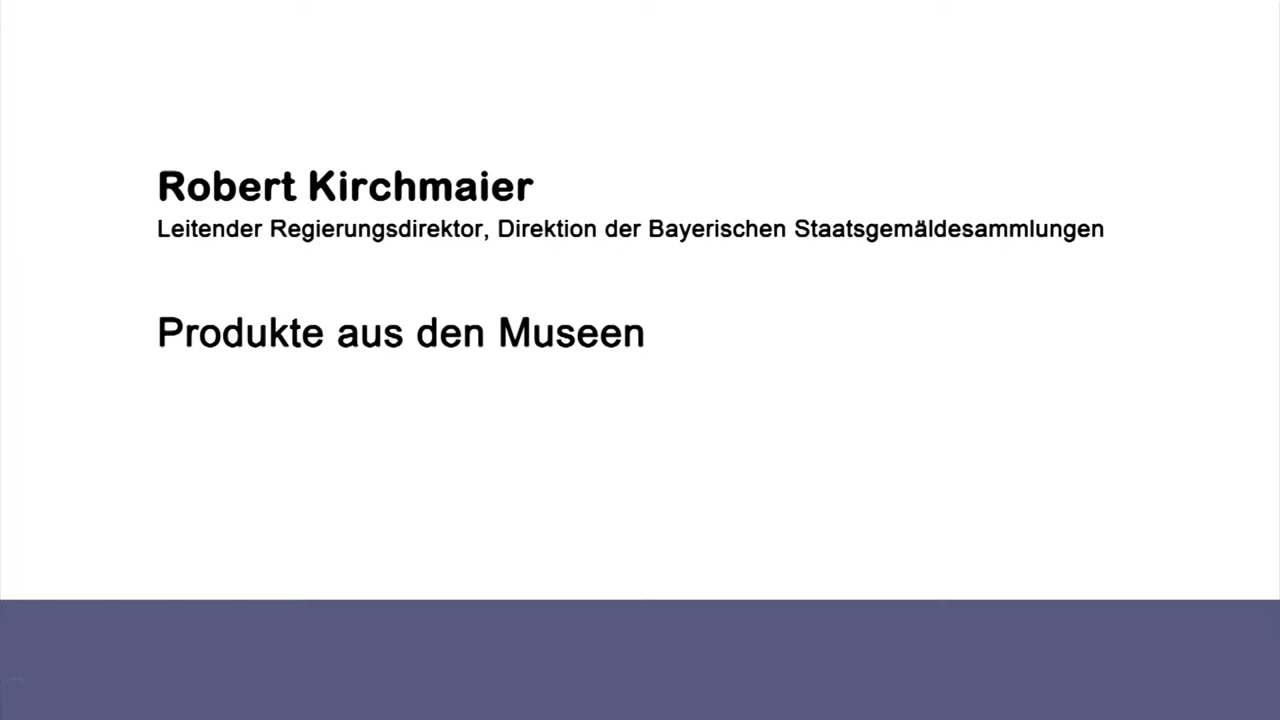 Robert Kirchmaier
Leitender Regierungsdirektor, Direktion der Bayerischen Staatsgemäldesammlungen
Produkte aus den Museen